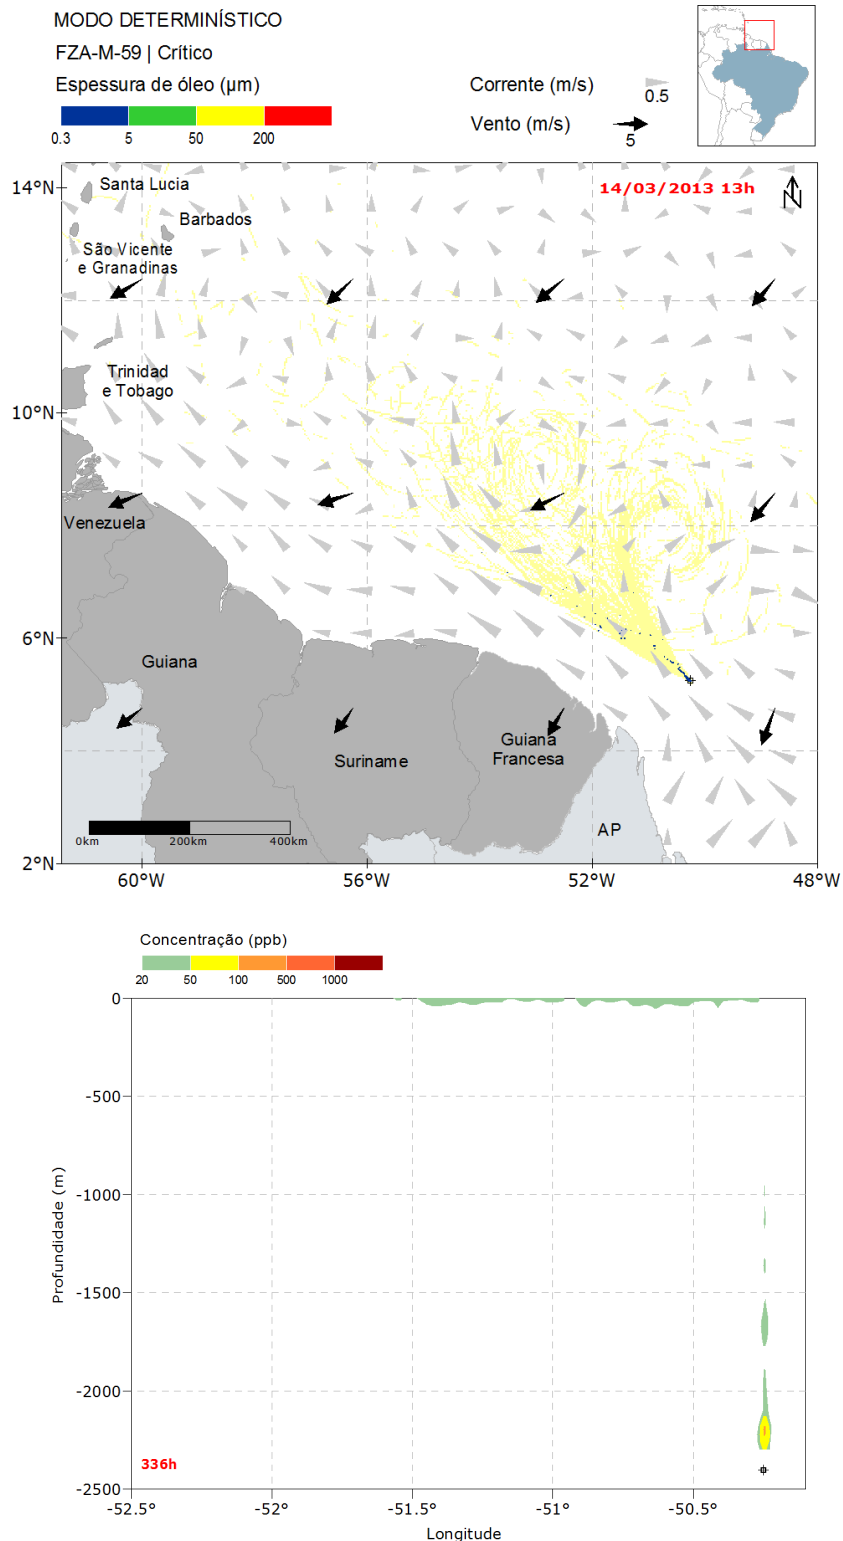 MODO DETERMINÍSTICO
FZA-M-59 | Crítico
Espessura de óleo (µm)
0.3 5 50 200
Corrente (m/s)
0.5
Vento (m/s)
5
14/03/2013 13h
N
14°N
10°N
6°N
2°N
Santa Lucia
Barbados
São Vicente
e Granadinas
Trinidad
e Tobago
Venezuela
Guiana
Suriname
Guiana
Francesa
AP
0km 200km 400km
60°W 56°W 52°W 48°W
Concentração (ppb)
20 50 100 500 1000
Profundidade (m)
0
-500
-1000
-1500
-2000
-2500
336h
-52.5° -52° -51.5° -51° -50.5°
Longitude